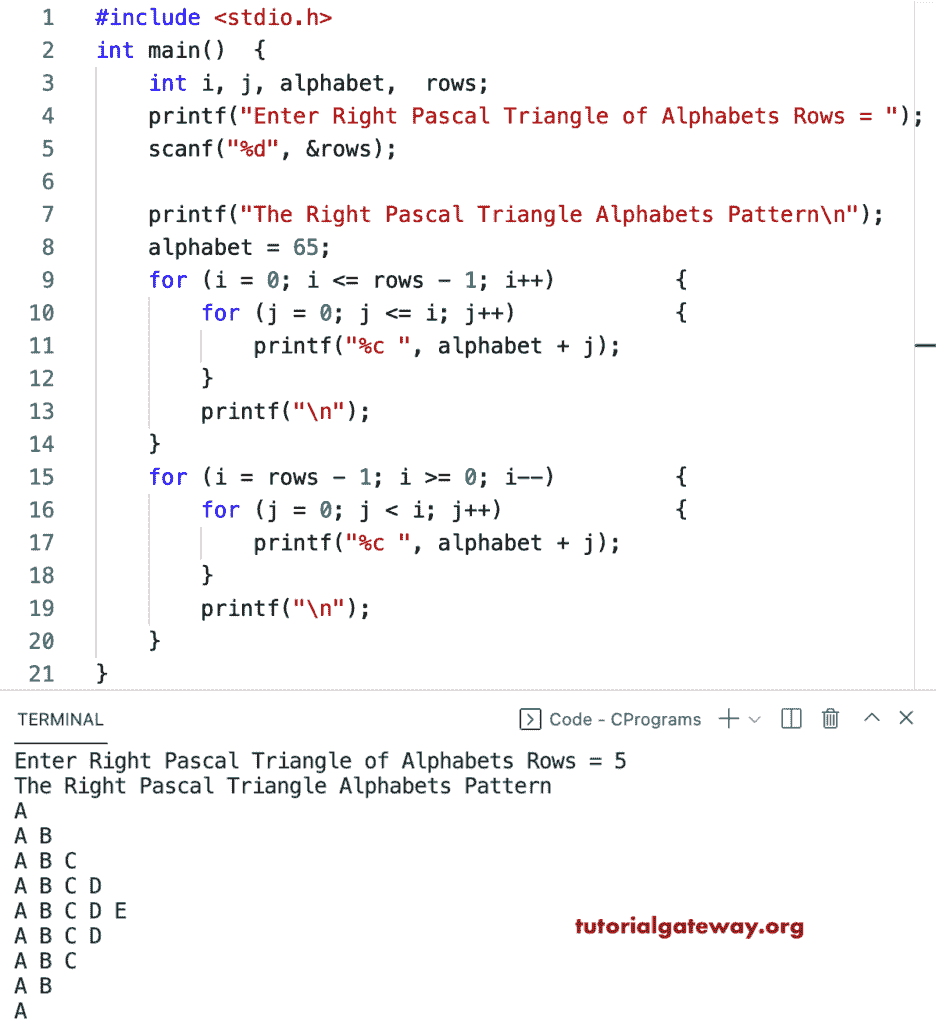 1 #include <stdio.h>
2 int main()  {
3     int i, j, alphabet,  rows;
4     printf("Enter Right Pascal Triangle of Alphabets Rows = ");
5     scanf("%d", &rows);
6
7     printf("The Right Pascal Triangle Alphabets Pattern\n");
8     alphabet = 65;
9     for (i = 0; i <= rows - 1; i++)         {
10         for (j = 0; j <= i; j++)            {
11             printf("%c ", alphabet + j);
12         }
13         printf("\n");
14     }
15     for (i = rows - 1; i >= 0; i--)         {
16         for (j = 0; j < i; j++)             {
17             printf("%c ", alphabet + j);
18         }
19         printf("\n");
20     }
21 }
TERMINAL
Code - CPrograms
Enter Right Pascal Triangle of Alphabets Rows = 5
The Right Pascal Triangle Alphabets Pattern
A
A B
A B C
A B C D
A B C D E
A B C D
A B C
A B
A
tutorialgateway.org